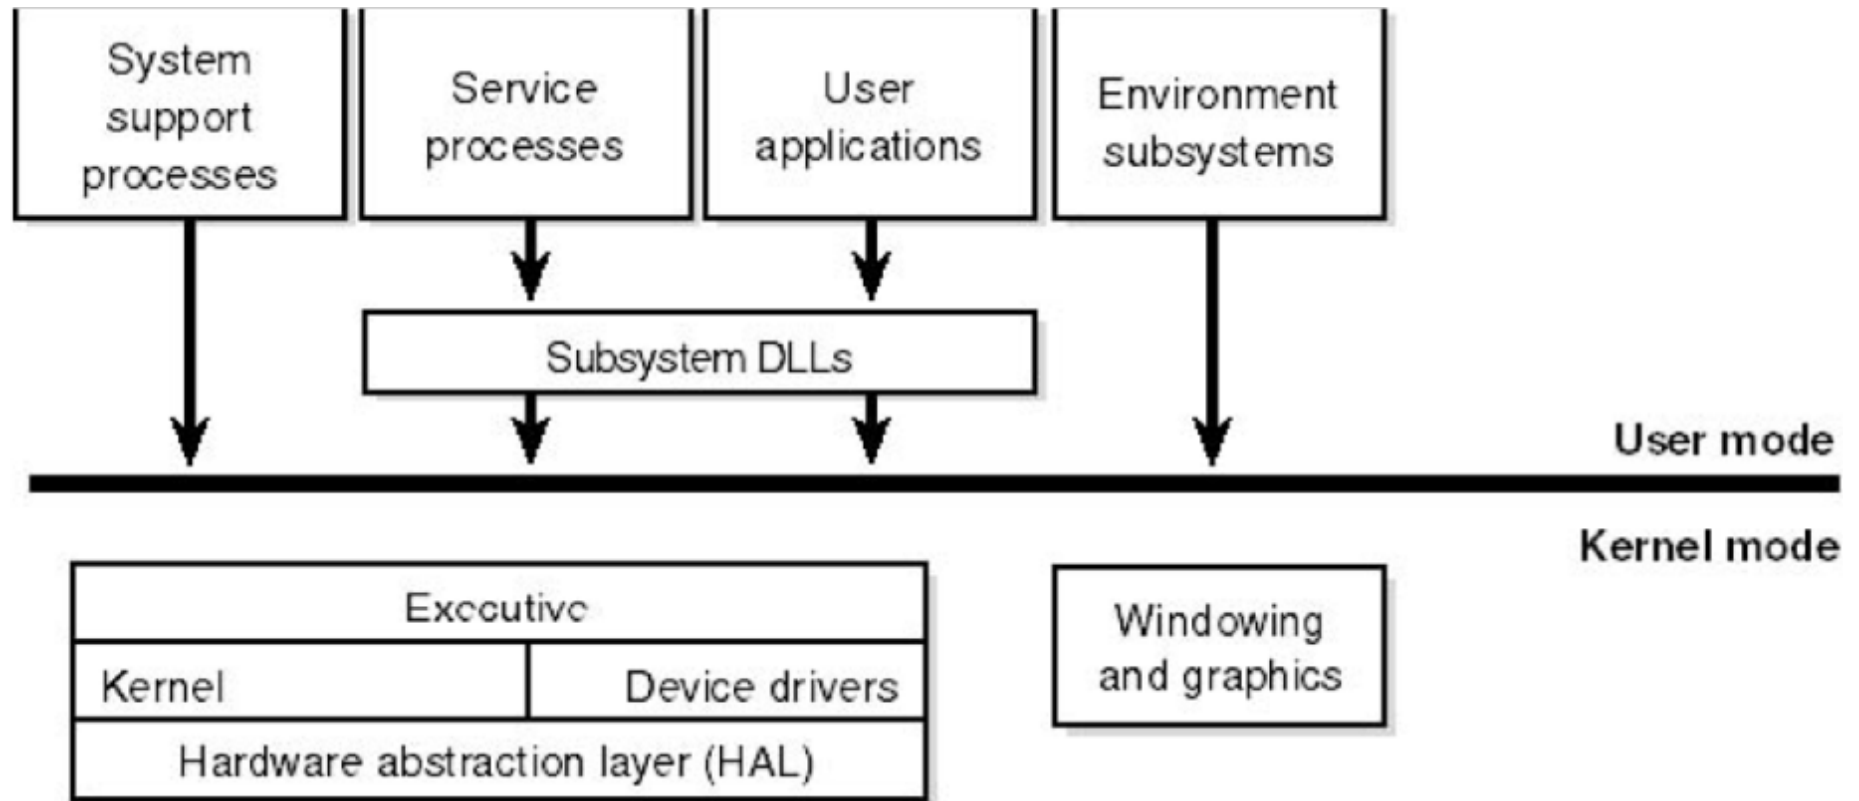 System
support
processes
Service
processes
User
applications
Environment
subsystems
Subsystem DLLs
User mode
Kernel mode
Executive
Kernel
Device drivers
Hardware abstraction layer (HAL)
Windowing
and graphics